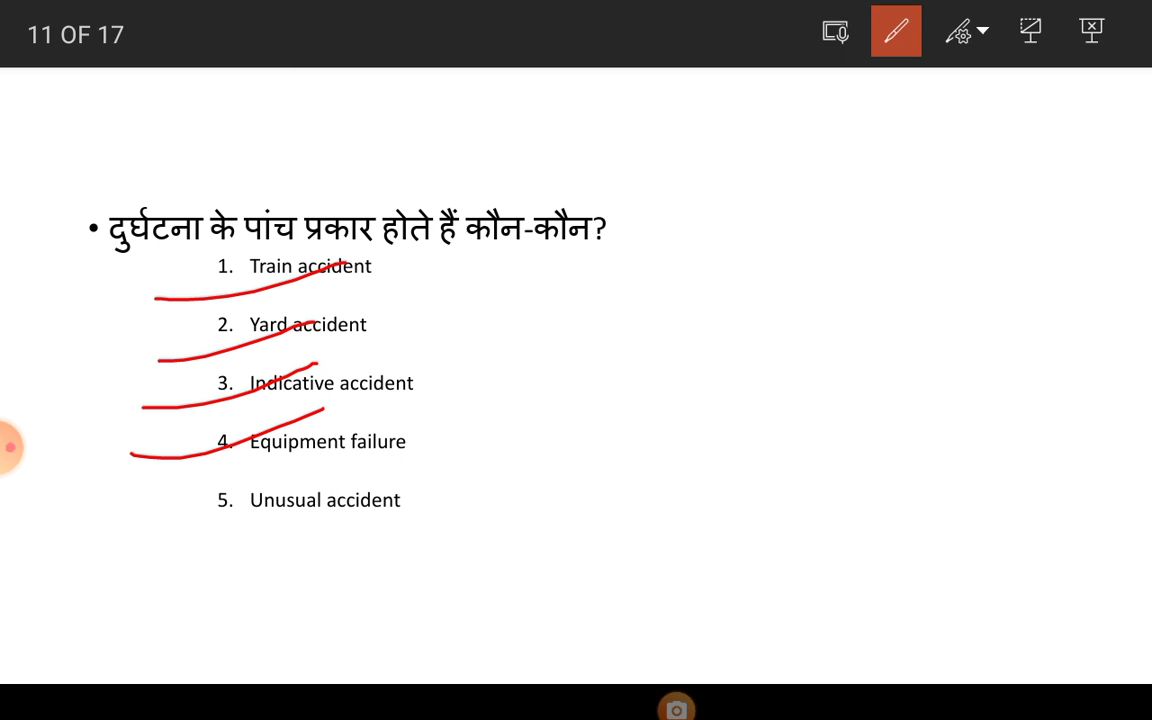 11 OF 17
• दुर्घटना के पांच प्रकार होते हैं कौन-कौन?
1. Train accident
2. Yard accident
3. Indicative accident
4. Equipment failure
5. Unusual accident